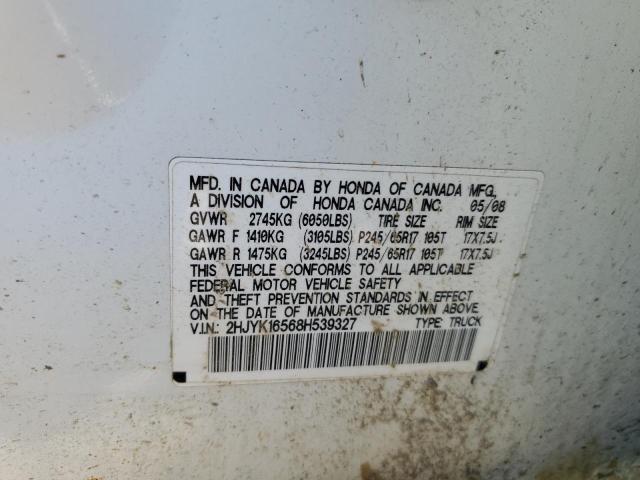 MFD. IN CANADA BY HONDA OF CANADA MFG.,
A DIVISION OF HONDA CANADA INC. 05/08
GVWR 2745KG (6050LBS) TIRE SIZE RIM SIZE
GAWR F 1410KG (3105LBS) P245/65R17 105T 17X7.5J
GAWR R 1475KG (3245LBS) P245/65R17 105T 17X7.5J
THIS VEHICLE CONFORMS TO ALL APPLICABLE
FEDERAL MOTOR VEHICLE SAFETY
AND THEFT PREVENTION STANDARDS IN EFFECT
ON THE DATE OF MANUFACTURE SHOWN ABOVE.
V.I.N.: 2HJYK16568H539327 TYPE: TRUCK